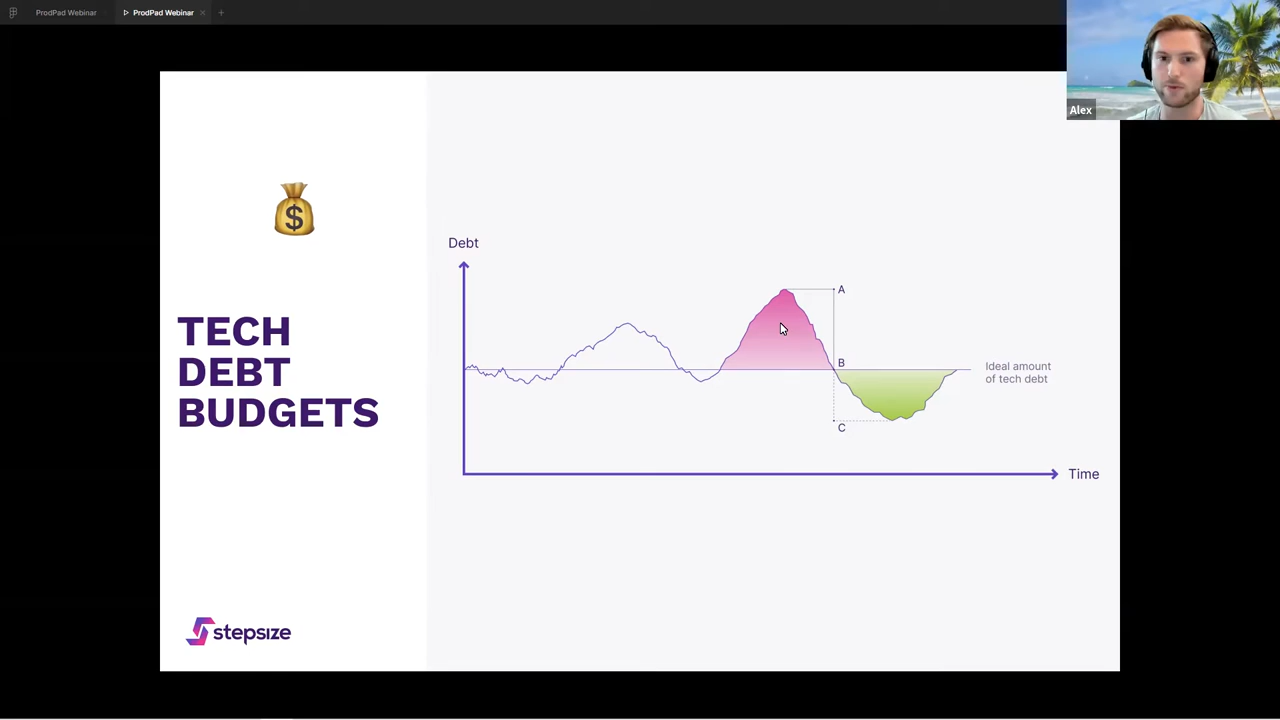 ProdPad Webinar
ProdPad Webinar
Alex
$
TECH
DEBT
BUDGETS
Debt
A
B
C
Ideal amount
of tech debt
Time
stepsize